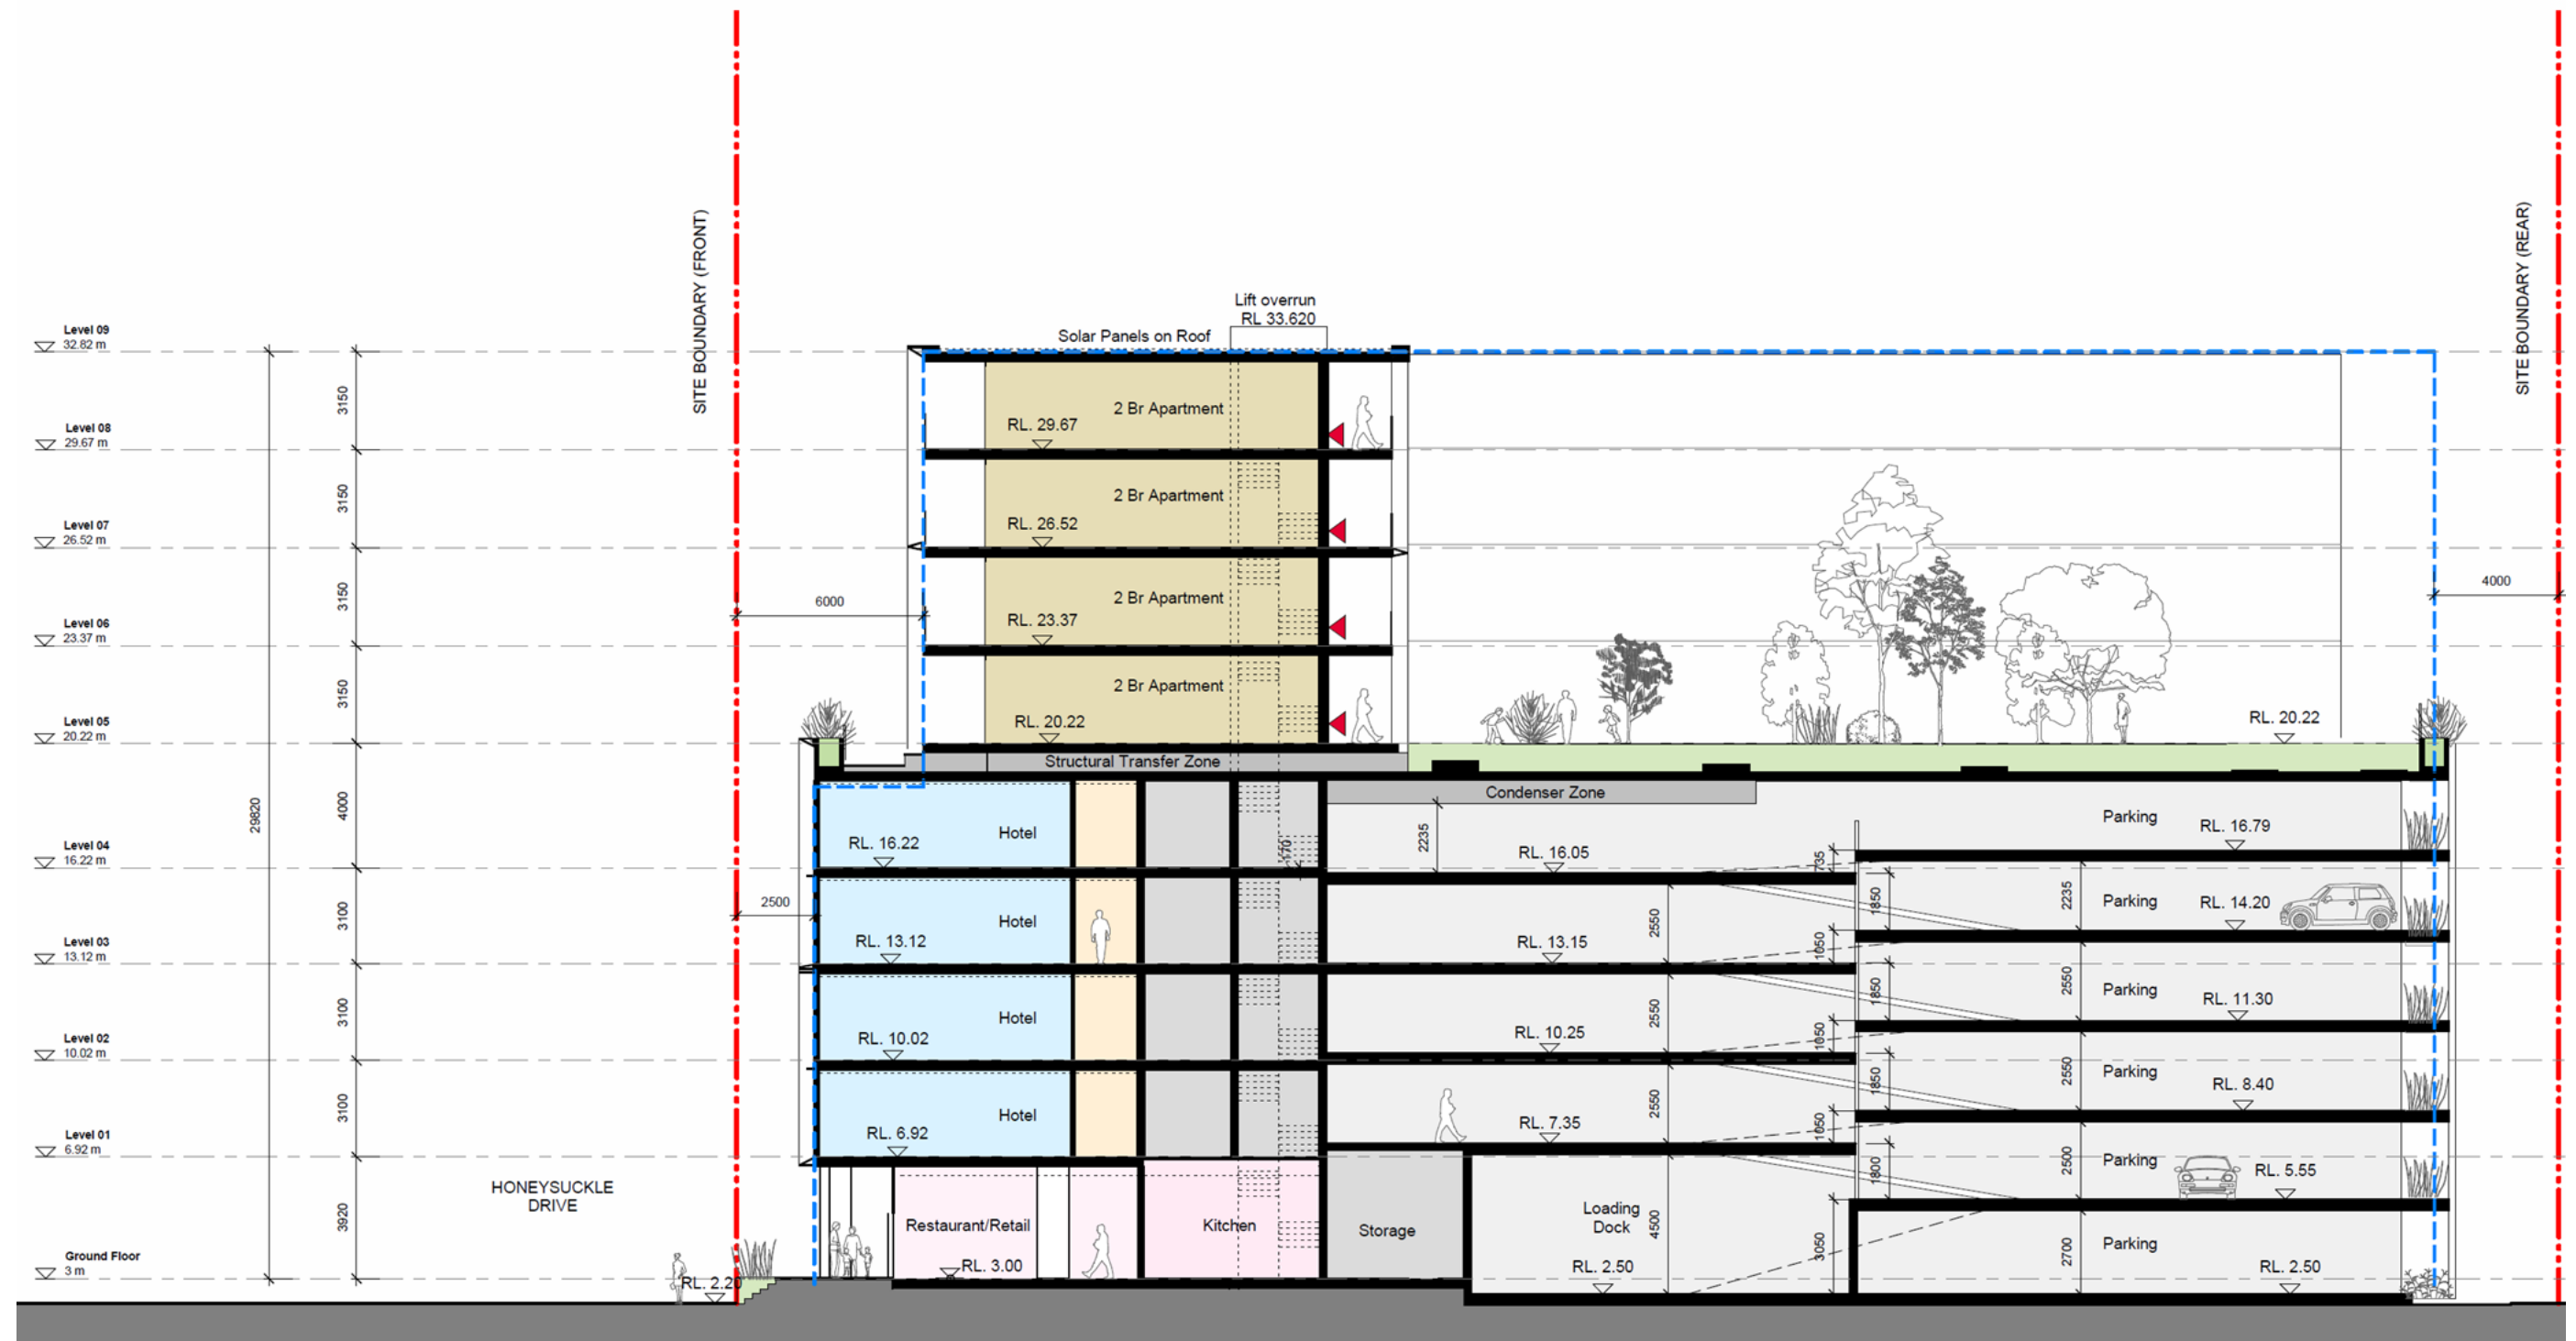 SITE BOUNDARY (FRONT)
SITE BOUNDARY (REAR)
Lift overrun
RL 33.620
Solar Panels on Roof
Level 09
32.82 m
Level 08
29.67 m
Level 07
26.52 m
Level 06
23.37 m
Level 05
20.22 m
Level 04
16.22 m
Level 03
13.12 m
Level 02
10.02 m
Level 01
6.92 m
Ground Floor
3 m
29820
3150
3150
3150
3150
4000
3100
3100
3100
3920
HONEYSUCKLE
DRIVE
RL. 2.20
6000
2500
4000
2 Br Apartment
RL. 29.67
2 Br Apartment
RL. 26.52
2 Br Apartment
RL. 23.37
2 Br Apartment
RL. 20.22
RL. 20.22
Structural Transfer Zone
Condenser Zone
Hotel
RL. 16.22
170
2235
RL. 16.05
735
Parking
RL. 16.79
Hotel
RL. 13.12
2550
RL. 13.15
1850
1050
2235
Parking
RL. 14.20
Hotel
RL. 10.02
2550
RL. 10.25
1850
1050
2550
Parking
RL. 11.30
Hotel
RL. 6.92
2550
RL. 7.35
1850
1050
2550
Parking
RL. 8.40
1800
2500
Parking
RL. 5.55
Restaurant/Retail
RL. 3.00
Kitchen
Storage
Loading
Dock
4500
RL. 2.50
3050
2700
Parking
RL. 2.50